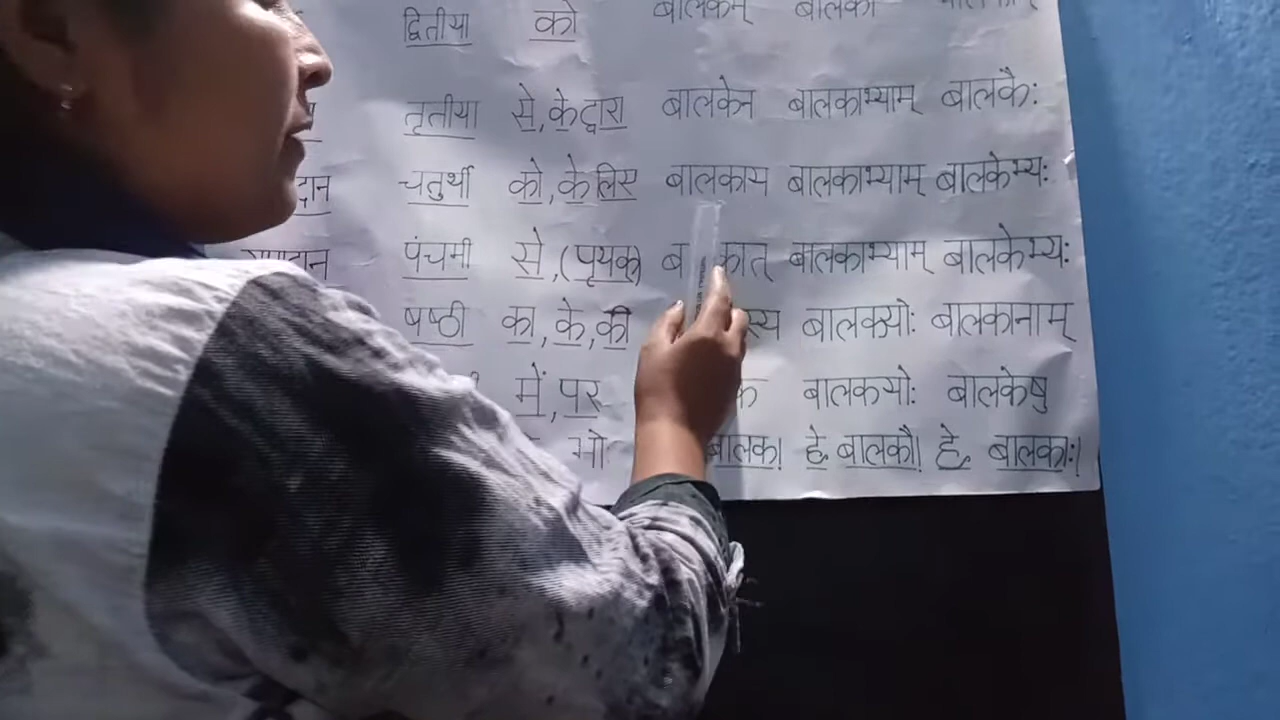 द्वितीया को बालकम्
तृतीया से, के द्वारा बालकेन बालकाभ्याम् बालकैः
चतुर्थी को, के लिए बालकाय बालकाभ्याम् बालकेभ्यः
पंचमी से, (पृथक) बालकाभ्याम् बालकेभ्यः
षष्ठी का, के, की बालकयोः बालकानाम्
में, पर बालकयोः बालकेषु
भो बालक! हे बालकौ! हे बालकाः!